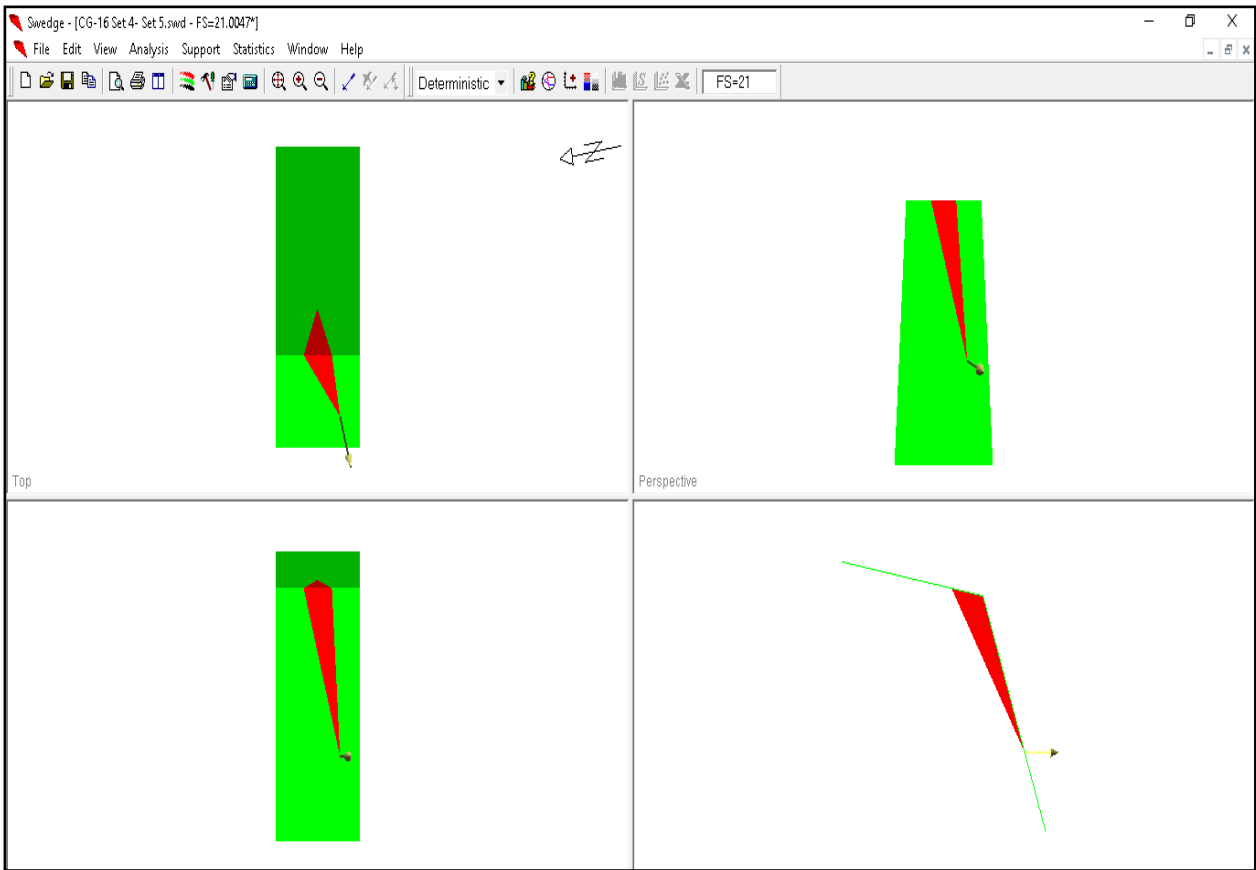 Swedge - [CG-16 Set 4- Set 5.swd - FS=21.0047*]
File Edit View Analysis Support Statistics Window Help
Deterministic FS=21
N
Top
Perspective